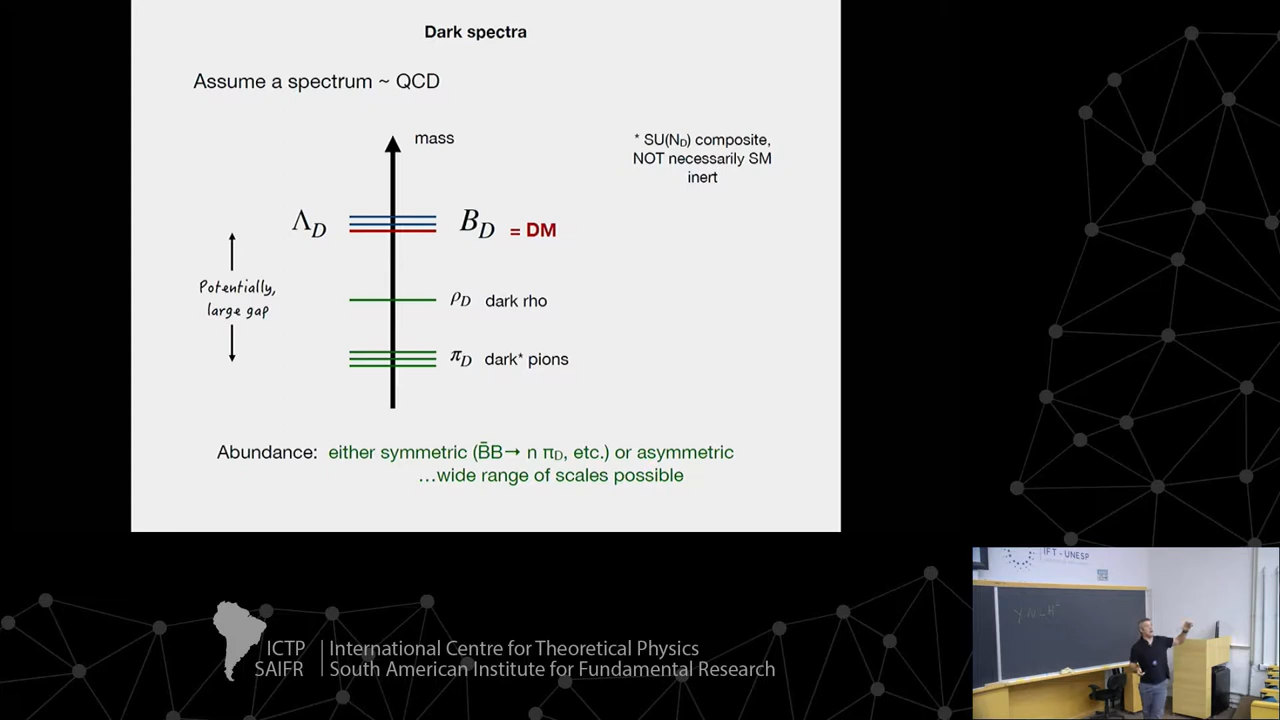 Dark spectra
Assume a spectrum ~ QCD
mass
* SU(N_D) composite,
NOT necessarily SM
inert
Λ_D
B_D = DM
Potentially,
large gap
ρ_D dark rho
π_D dark* pions
Abundance: either symmetric (B̄B→ n π_D, etc.) or asymmetric
...wide range of scales possible
IFT - UNESP
ICTP
SAIFR
International Centre for Theoretical Physics
South American Institute for Fundamental Research